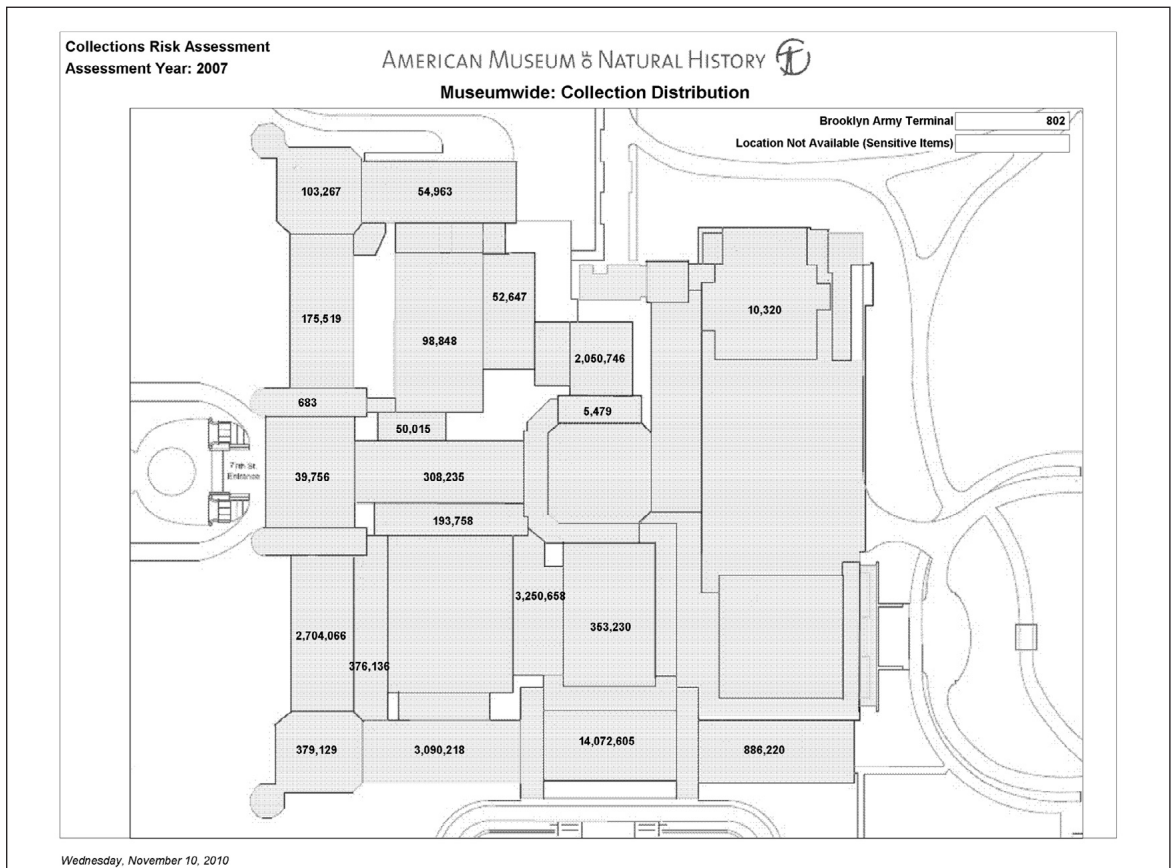 Collections Risk Assessment
Assessment Year: 2007
AMERICAN MUSEUM OF NATURAL HISTORY
Museumwide: Collection Distribution
Brooklyn Army Terminal 802
Location Not Available (Sensitive Items)
103,267
54,963
175,519
98,848
52,647
2,050,746
10,320
683
5,479
50,015
77th St.
Entrance
39,756
308,235
193,758
2,704,066
376,136
3,250,658
353,230
379,129
3,090,218
14,072,605
886,220
Wednesday, November 10, 2010